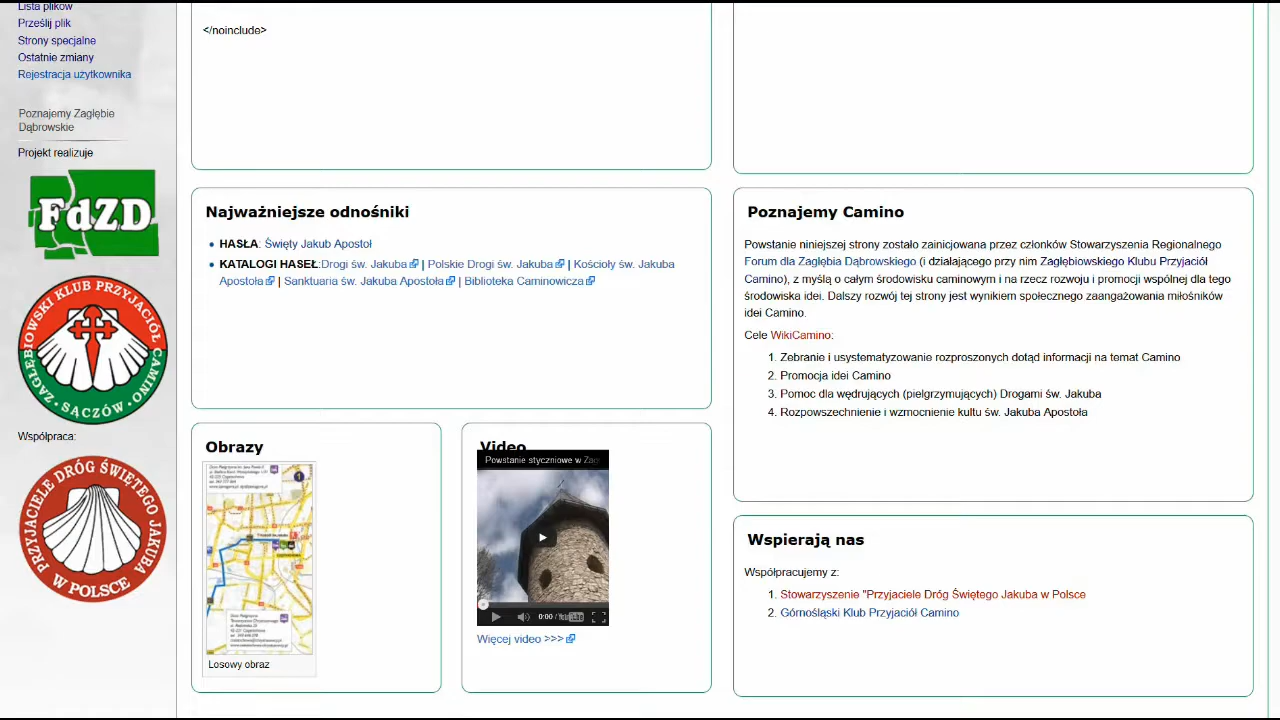 Lista plików
Prześlij plik
Strony specjalne
Ostatnie zmiany
Rejestracja użytkownika
Poznajemy Zagłębie
Dąbrowskie
Projekt realizuje
FdZD
ZAGŁĘBIOWSKI KLUB PRZYJACIÓŁ CAMINO
SĄCZÓW
Współpraca:
PRZYJACIELE DRÓG ŚWIĘTEGO JAKUBA
W POLSCE
</noinclude>
Najważniejsze odnośniki
HASŁA: Święty Jakub Apostoł
KATALOGI HASEŁ:Drogi św. Jakuba | Polskie Drogi św. Jakuba | Kościoły św. Jakuba
Apostoła | Sanktuaria św. Jakuba Apostoła | Biblioteka Caminowicza
Obrazy
Losowy obraz
Video
Powstanie styczniowe w Zag
0:00
Więcej video >>>
Poznajemy Camino
Powstanie niniejszej strony zostało zainicjowana przez członków Stowarzyszenia Regionalnego
Forum dla Zagłębia Dąbrowskiego (i działającego przy nim Zagłębiowskiego Klubu Przyjaciół
Camino), z myślą o całym środowisku caminowym i na rzecz rozwoju i promocji wspólnej dla tego
środowiska idei. Dalszy rozwój tej strony jest wynikiem społecznego zaangażowania miłośników
idei Camino.
Cele WikiCamino:
1. Zebranie i usystematyzowanie rozproszonych dotąd informacji na temat Camino
2. Promocja idei Camino
3. Pomoc dla wędrujących (pielgrzymujących) Drogami św. Jakuba
4. Rozpowszechnienie i wzmocnienie kultu św. Jakuba Apostoła
Wspierają nas
Współpracujemy z:
1. Stowarzyszenie "Przyjaciele Dróg Świętego Jakuba w Polsce
2. Górnośląski Klub Przyjaciół Camino